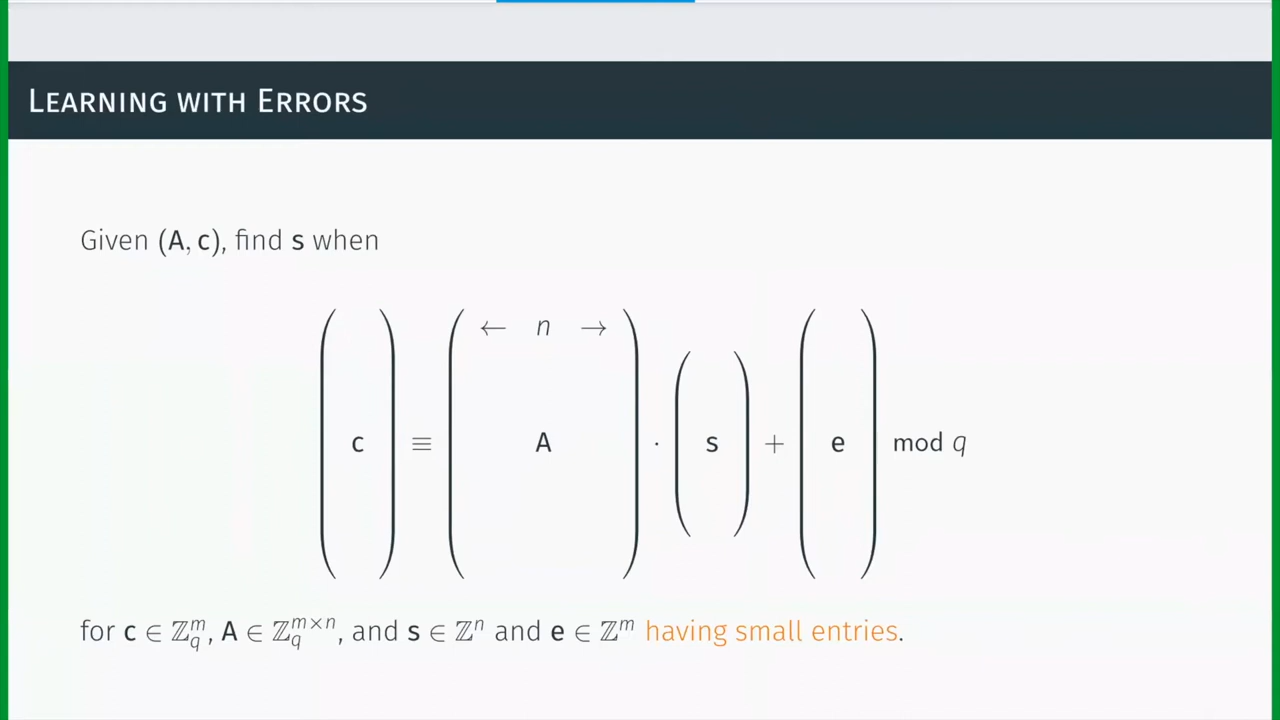 LEARNING WITH ERRORS
Given (A, c), find s when
← n →
c ≡ A · s + e mod q
for c ∈ ℤ_q^m, A ∈ ℤ_q^{m×n}, and s ∈ ℤ^n and e ∈ ℤ^m having small entries.